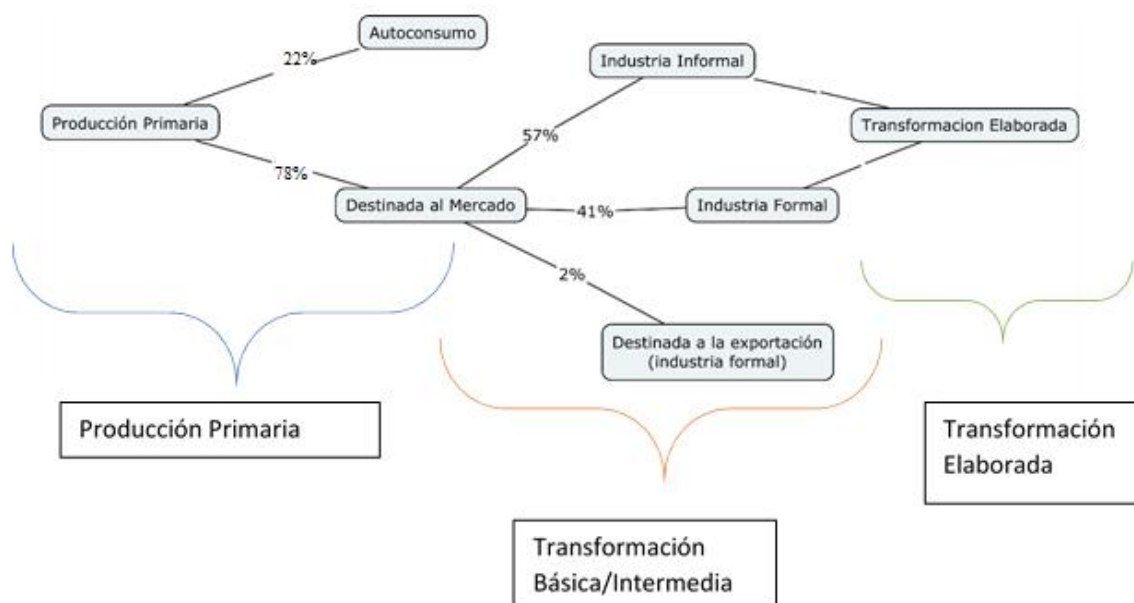 Autoconsumo
22%
Industria Informal
Producción Primaria
57%
Transformacion Elaborada
78%
Destinada al Mercado
41%
Industria Formal
2%
Destinada a la exportación
(industria formal)
Producción Primaria
Transformación
Elaborada
Transformación
Básica/Intermedia